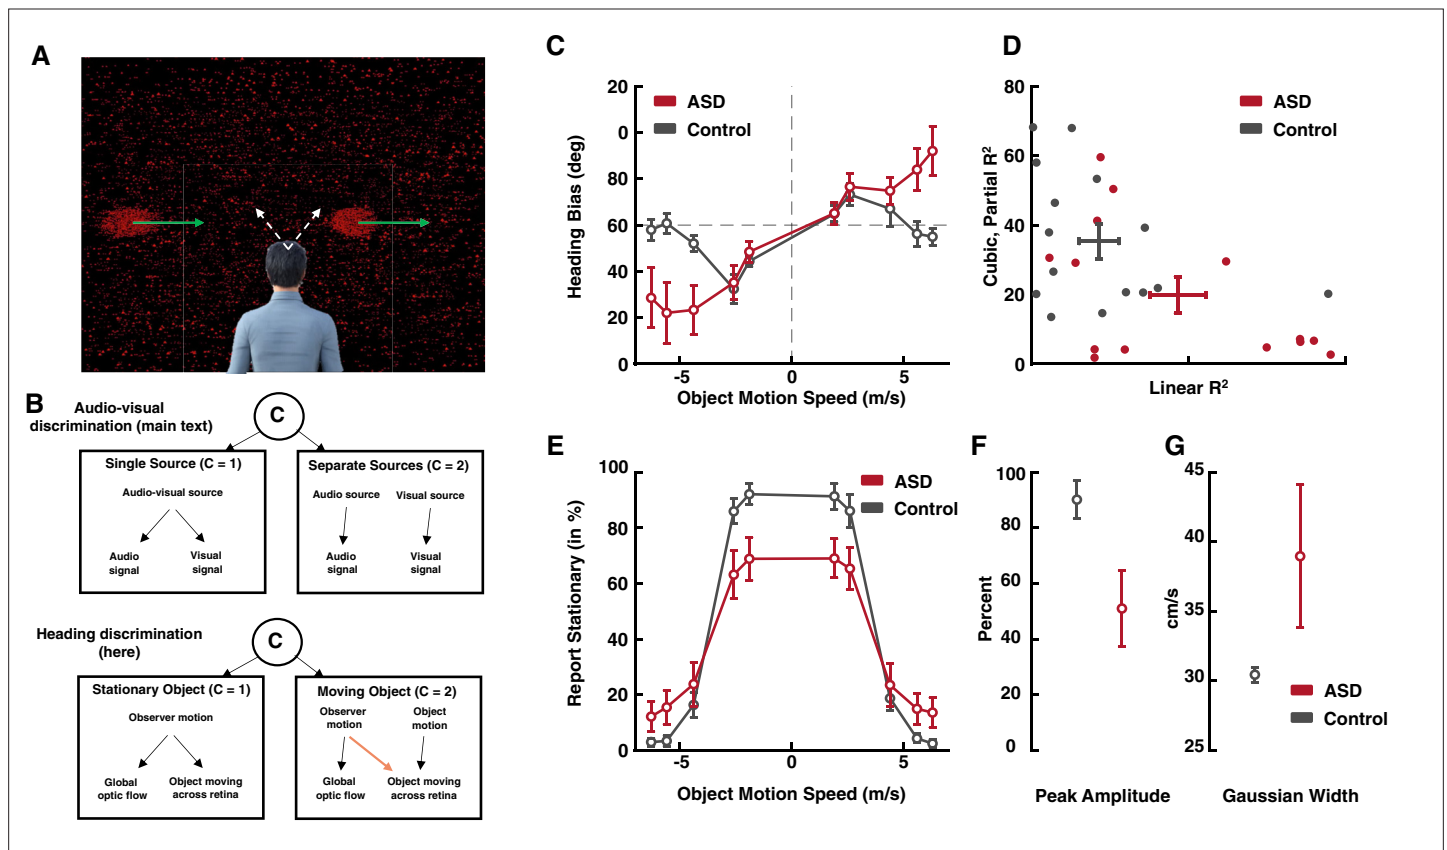 A
B
Audio-visual
discrimination (main text)
C
Single Source (C = 1)
Audio-visual source
Audio
signal
Visual
signal
Separate Sources (C = 2)
Audio source
Visual source
Audio
signal
Visual
signal
Heading discrimination
(here)
C
Stationary Object (C = 1)
Observer motion
Global
optic flow
Object moving
across retina
Moving Object (C = 2)
Observer
motion
Object
motion
Global
optic flow
Object moving
across retina
C
Heading Bias (deg)
20
0
80
60
40
20
0
ASD
Control
-5
0
5
Object Motion Speed (m/s)
D
Cubic, Partial R²
80
60
40
20
0
ASD
Control
Linear R²
E
Report Stationary (in %)
100
80
60
40
20
0
ASD
Control
-5
0
5
Object Motion Speed (m/s)
F
Percent
100
80
60
40
20
0
Peak Amplitude
G
cm/s
45
40
35
30
25
ASD
Control
Gaussian Width